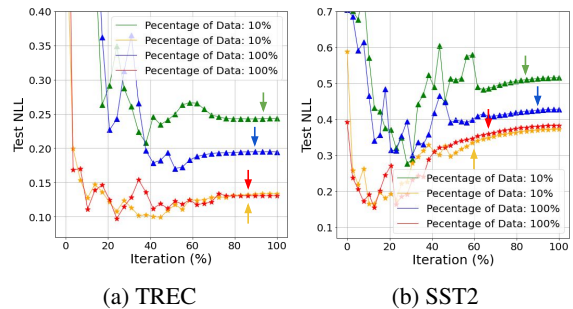 0.40
0.35
0.30
0.25
0.20
0.15
0.10
Test NLL
Pecentage of Data: 10%
Pecentage of Data: 10%
Pecentage of Data: 100%
Pecentage of Data: 100%
0 20 40 60 80 100
Iteration (%)
(a) TREC
0.7
0.6
0.5
0.4
0.3
0.2
0.1
Test NLL
Pecentage of Data: 10%
Pecentage of Data: 10%
Pecentage of Data: 100%
Pecentage of Data: 100%
0 20 40 60 80 100
Iteration (%)
(b) SST2